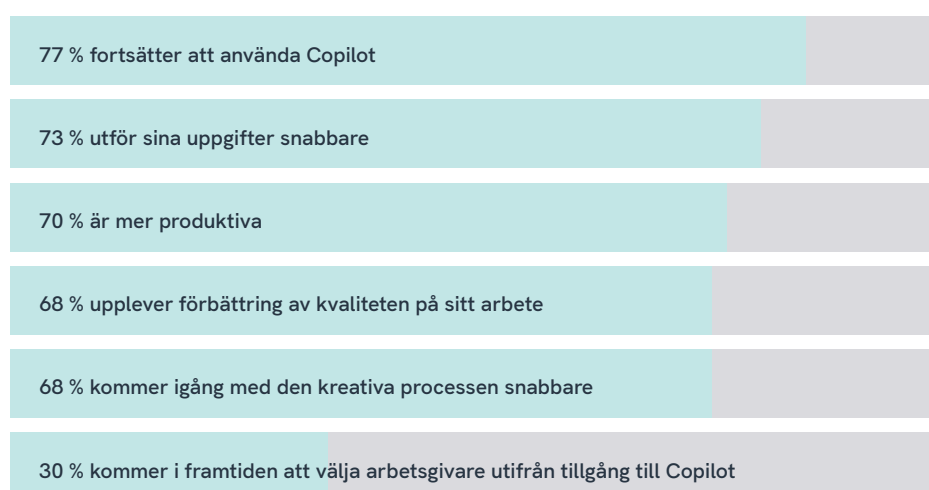 77 % fortsätter att använda Copilot
73 % utför sina uppgifter snabbare
70 % är mer produktiva
68 % upplever förbättring av kvaliteten på sitt arbete
68 % kommer igång med den kreativa processen snabbare
30 % kommer i framtiden att välja arbetsgivare utifrån tillgång till Copilot